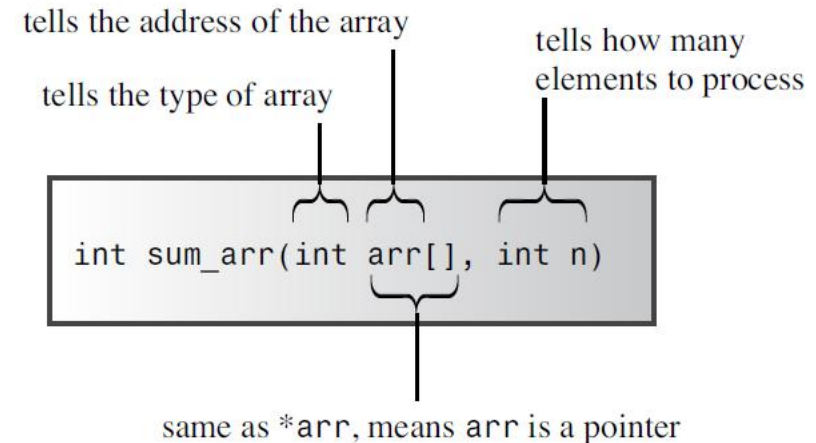 tells the address of the array
tells how many
elements to process
tells the type of array
int sum_arr(int arr[], int n)
same as *arr, means arr is a pointer